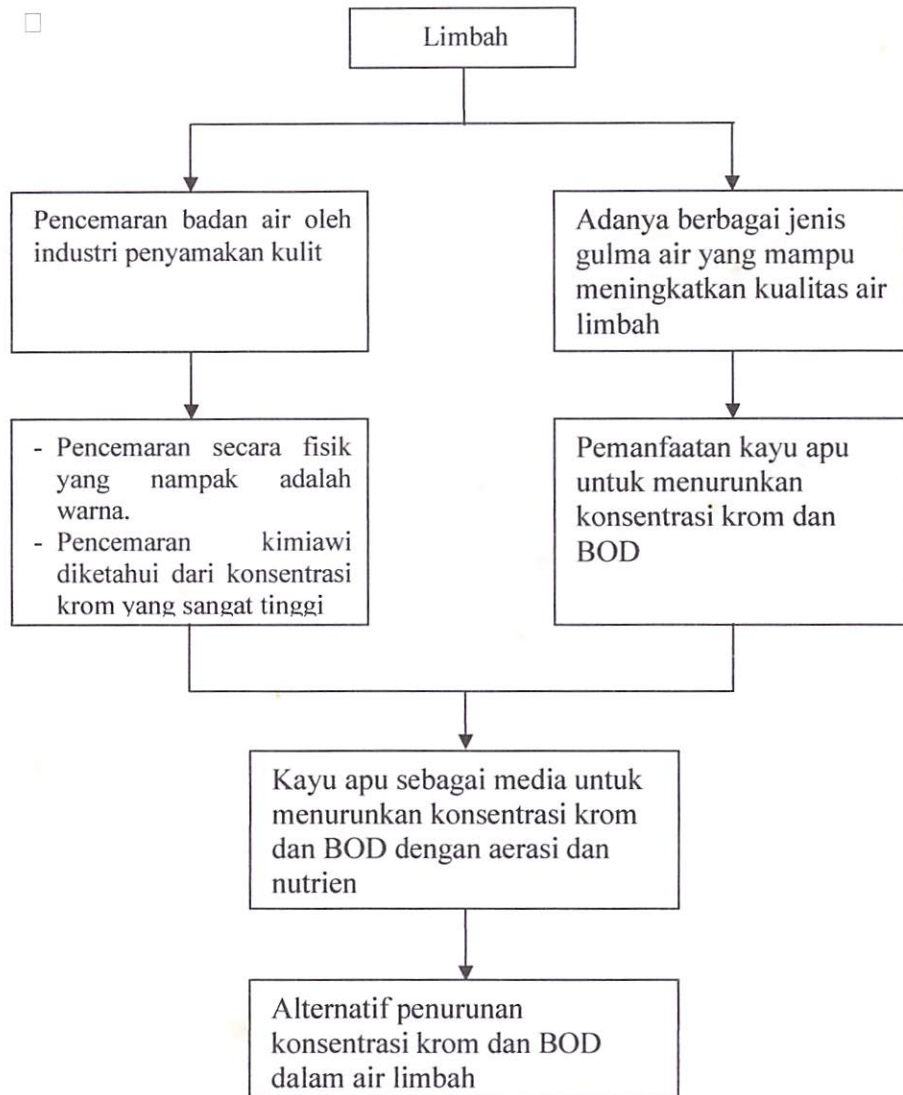 Limbah
Pencemaran badan air oleh
industri penyamakan kulit
Adanya berbagai jenis
gulma air yang mampu
meningkatkan kualitas air
limbah
- Pencemaran secara fisik
yang nampak adalah
warna.
- Pencemaran kimiawi
diketahui dari konsentrasi
krom yang sangat tinggi
Pemanfaatan kayu apu
untuk menurunkan
konsentrasi krom dan
BOD
Kayu apu sebagai media untuk
menurunkan konsentrasi krom
dan BOD dengan aerasi dan
nutrien
Alternatif penurunan
konsentrasi krom dan BOD
dalam air limbah